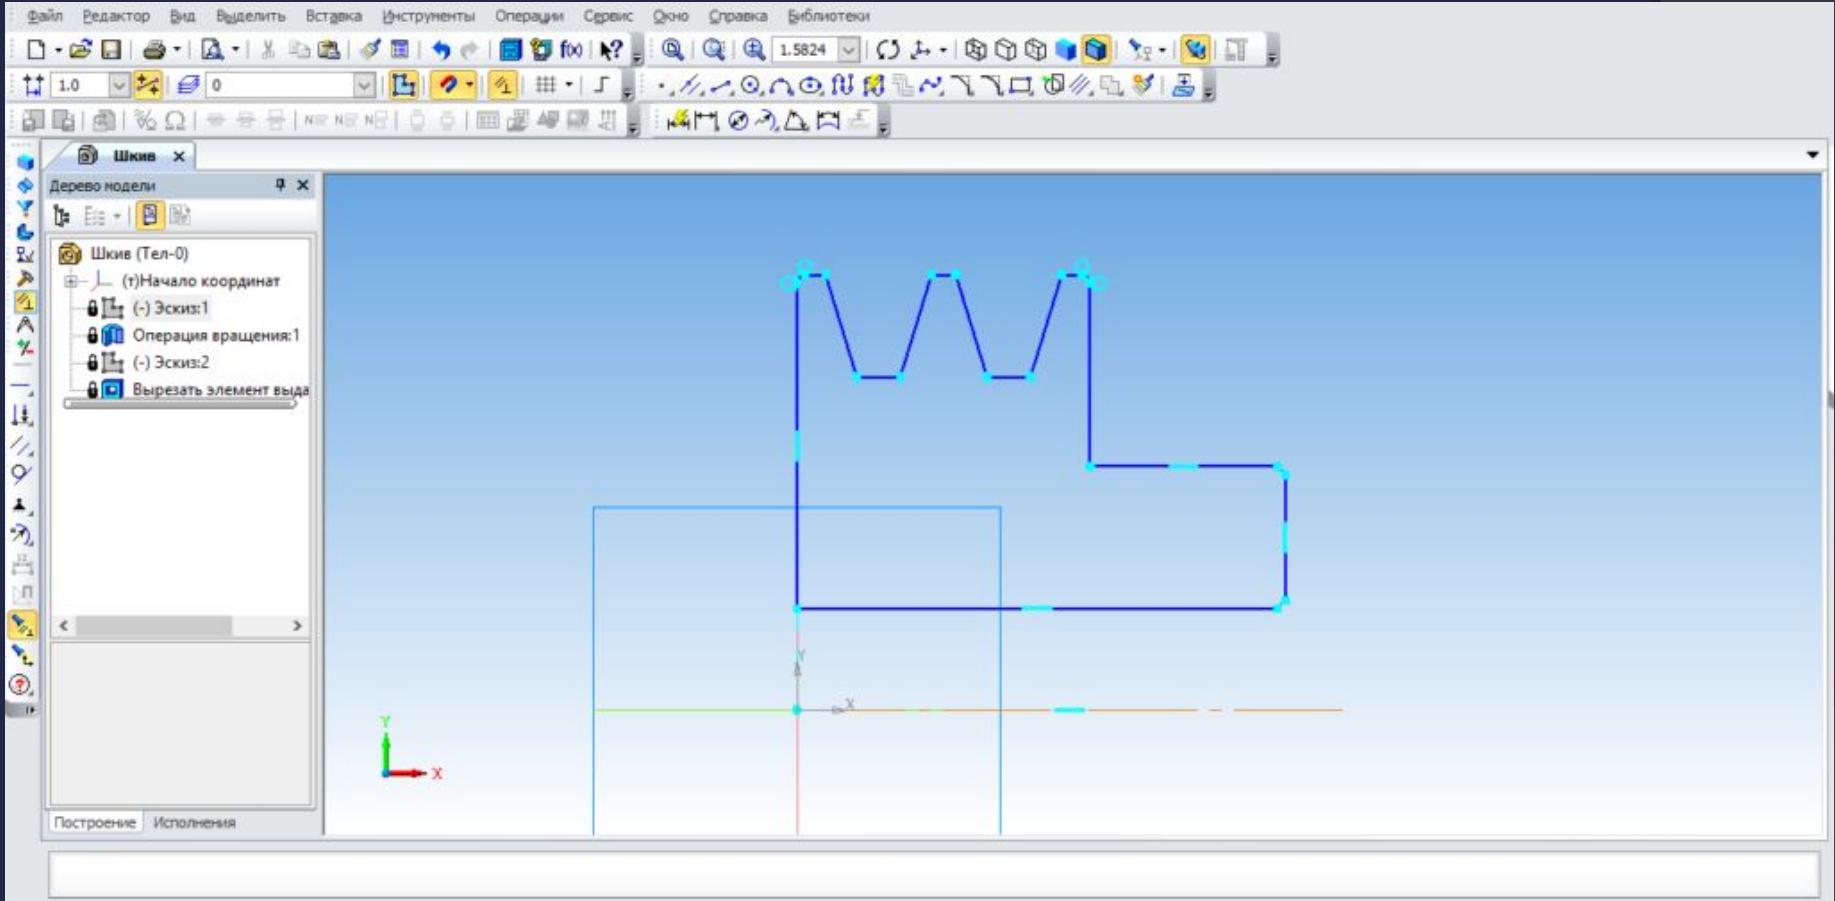 Файл Редактор Вид Выделить Вставка Инструменты Операции Сервис Окно Справка Библиотеки
f(x) 1.5824
1.0 0
Шкив
Дерево модели
Шкив (Тел-0)
(т)Начало координат
(-) Эскиз:1
Операция вращения:1
(-) Эскиз:2
Вырезать элемент выда
Y
X
Y
X
Построение Исполнения